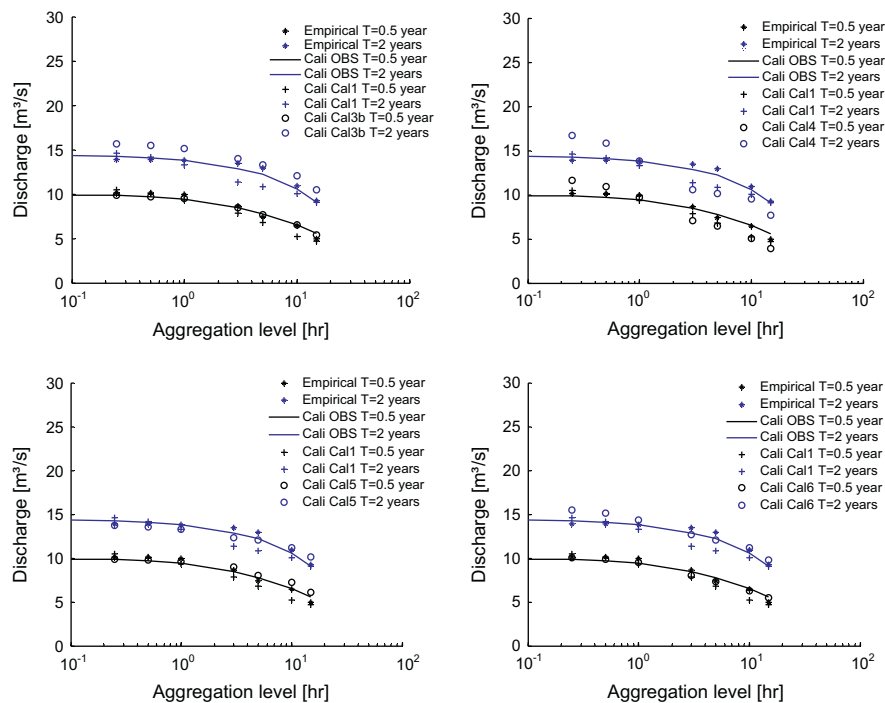 30
25
20
15
10
5
0
Discharge [m³/s]
10⁻¹
10⁰
10¹
10²
Aggregation level [hr]
Empirical T=0.5 year
Empirical T=2 years
Cali OBS T=0.5 year
Cali OBS T=2 years
Cali Cal1 T=0.5 year
Cali Cal1 T=2 years
Cali Cal3b T=0.5 year
Cali Cal3b T=2 years
30
25
20
15
10
5
0
Discharge [m³/s]
10⁻¹
10⁰
10¹
10²
Aggregation level [hr]
Empirical T=0.5 year
Empirical T=2 years
Cali OBS T=0.5 year
Cali OBS T=2 years
Cali Cal1 T=0.5 year
Cali Cal1 T=2 years
Cali Cal4 T=0.5 year
Cali Cal4 T=2 years
30
25
20
15
10
5
0
Discharge [m³/s]
10⁻¹
10⁰
10¹
10²
Aggregation level [hr]
Empirical T=0.5 year
Empirical T=2 years
Cali OBS T=0.5 year
Cali OBS T=2 years
Cali Cal1 T=0.5 year
Cali Cal1 T=2 years
Cali Cal5 T=0.5 year
Cali Cal5 T=2 years
30
25
20
15
10
5
0
Discharge [m³/s]
10⁻¹
10⁰
10¹
10²
Aggregation level [hr]
Empirical T=0.5 year
Empirical T=2 years
Cali OBS T=0.5 year
Cali OBS T=2 years
Cali Cal1 T=0.5 year
Cali Cal1 T=2 years
Cali Cal6 T=0.5 year
Cali Cal6 T=2 years